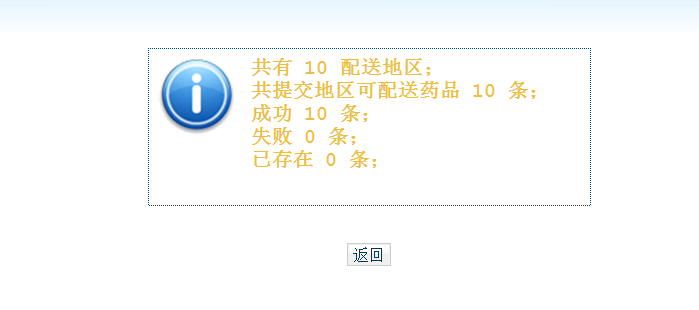 共有 10 配送地区；
共提交地区可配送药品 10 条；
成功 10 条；
失败 0 条；
已存在 0 条；
返回